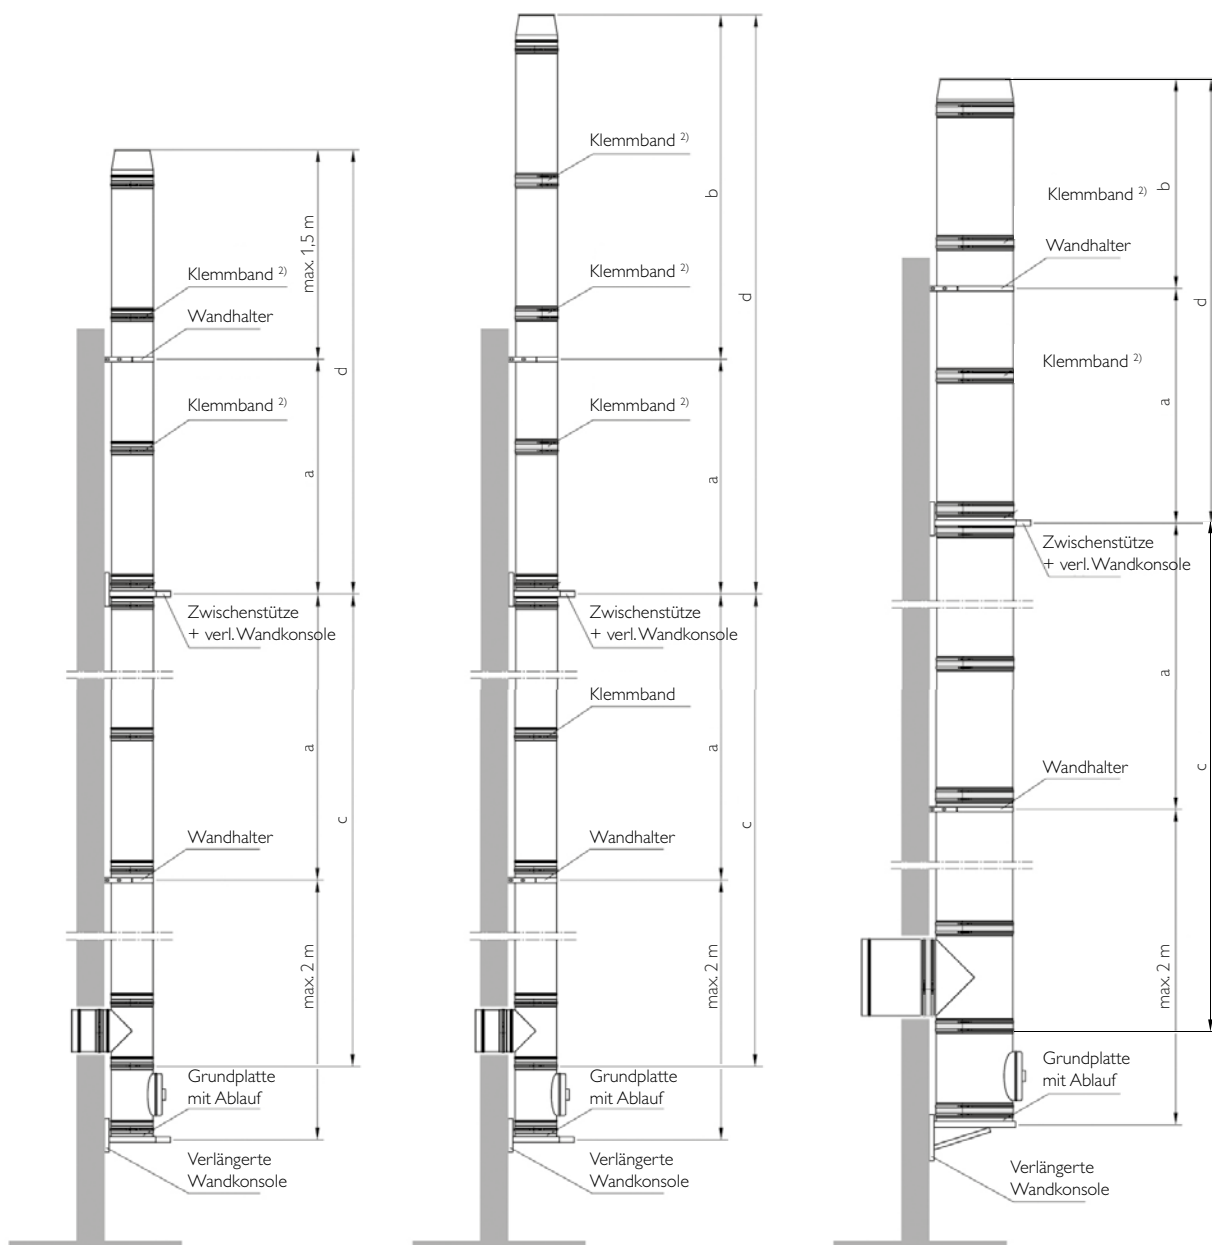 max. 1,5 m
d
Klemmband 2)
Wandhalter
Klemmband 2)
a
Zwischenstütze
+ verl. Wandkonsole
a
c
Wandhalter
max. 2 m
Grundplatte
mit Ablauf
Verlängerte
Wandkonsole
Klemmband 2)
b
d
Klemmband 2)
Klemmband 2)
a
Zwischenstütze
+ verl. Wandkonsole
Klemmband
a
c
Wandhalter
max. 2 m
Grundplatte
mit Ablauf
Verlängerte
Wandkonsole
b
Klemmband 2)
Wandhalter
d
Klemmband 2)
a
Zwischenstütze
+ verl. Wandkonsole
a
c
Wandhalter
max. 2 m
Grundplatte
mit Ablauf
Verlängerte
Wandkonsole